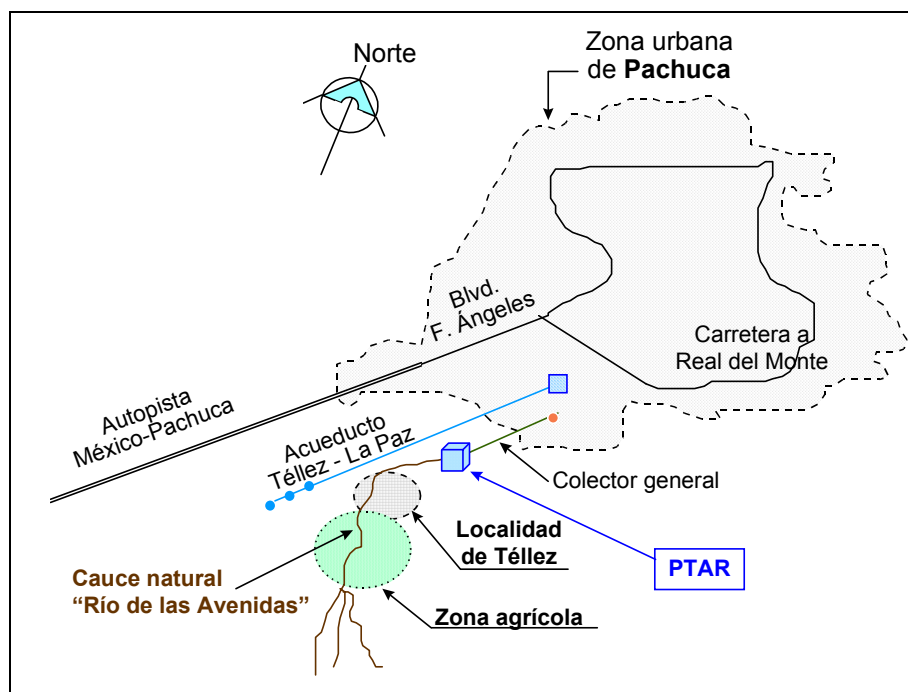 Norte
Zona urbana
de Pachuca
Blvd.
F. Ángeles
Carretera a
Real del Monte
Autopista
México-Pachuca
Acueducto
Téllez - La Paz
Colector general
Localidad
de Téllez
PTAR
Cauce natural
“Río de las Avenidas”
Zona agrícola